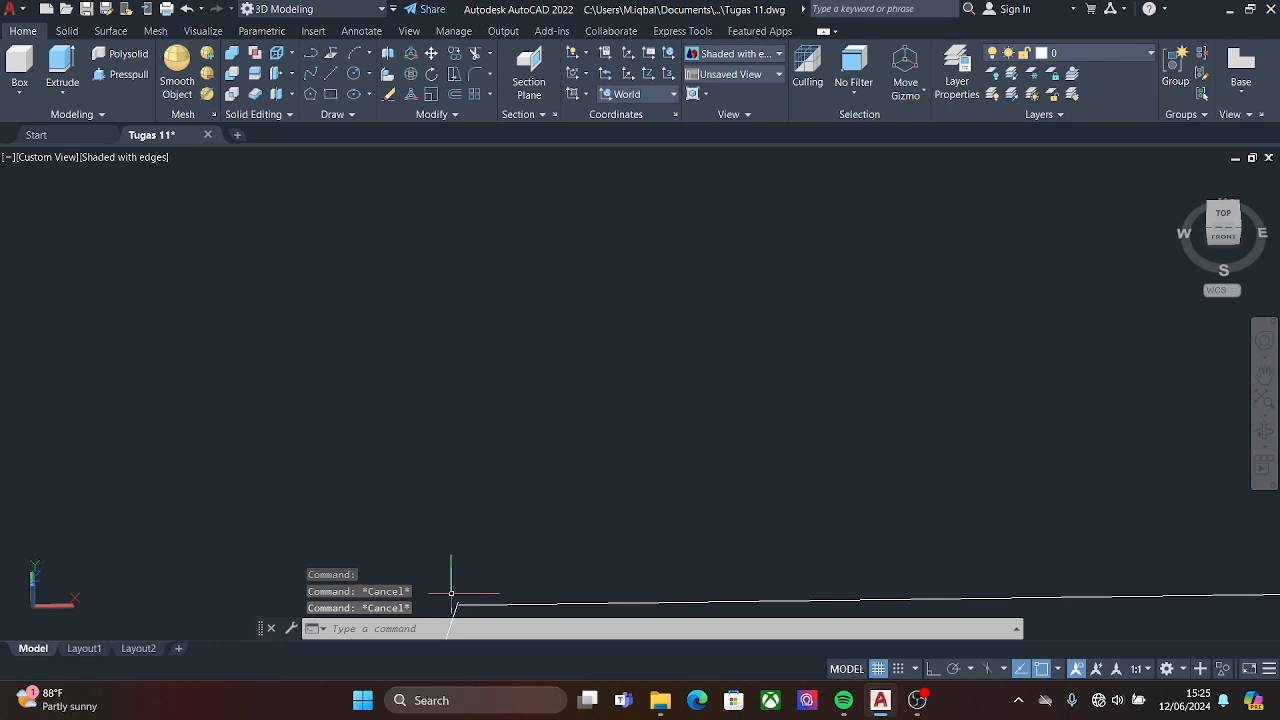 3D Modeling
Share
Autodesk AutoCAD 2022
C:\Users\M.iqbal\Documents\...\Tugas 11.dwg
Type a keyword or phrase
Sign In
Home
Solid
Surface
Mesh
Visualize
Parametric
Insert
Annotate
View
Manage
Output
Add-ins
Collaborate
Express Tools
Featured Apps
Box
Extrude
Polysolid
Presspull
Smooth
Object
Section
Plane
World
Shaded with e...
Unsaved View
Culling
No Filter
Move
Gizmo
Layer
Properties
0
Group
Base
Modeling
Mesh
Solid Editing
Draw
Modify
Section
Coordinates
View
Selection
Layers
Groups
View
Start
Tugas 11*
[−][Custom View][Shaded with edges]
TOP
W
E
FRONT
S
WCS
Y
Z
X
Command:
Command: *Cancel*
Command: *Cancel*
Type a command
Model
Layout1
Layout2
MODEL
1:1
1
88°F
Partly sunny
Search
15:25
12/06/2024
PRE